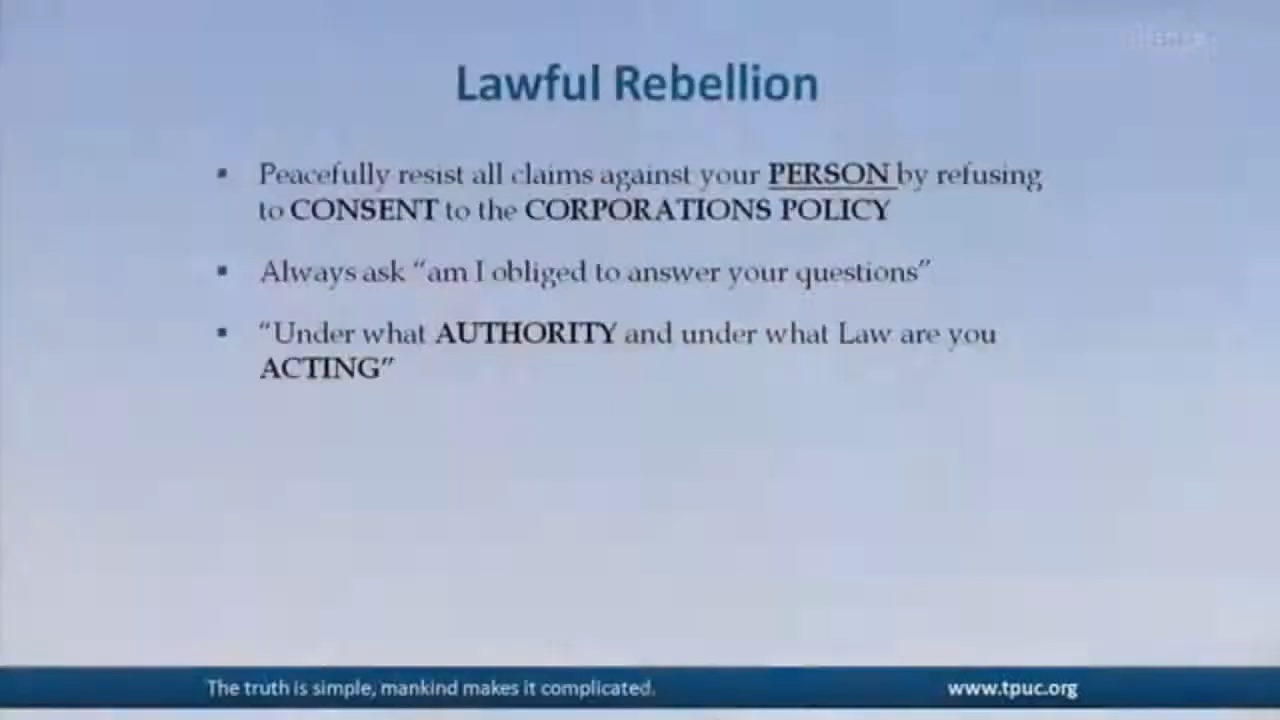 Lawful Rebellion
▪ Peacefully resist all claims against your PERSON by refusing
to CONSENT to the CORPORATIONS POLICY
▪ Always ask “am I obliged to answer your questions”
▪ “Under what AUTHORITY and under what Law are you
ACTING”
The truth is simple, mankind makes it complicated.
www.tpuc.org